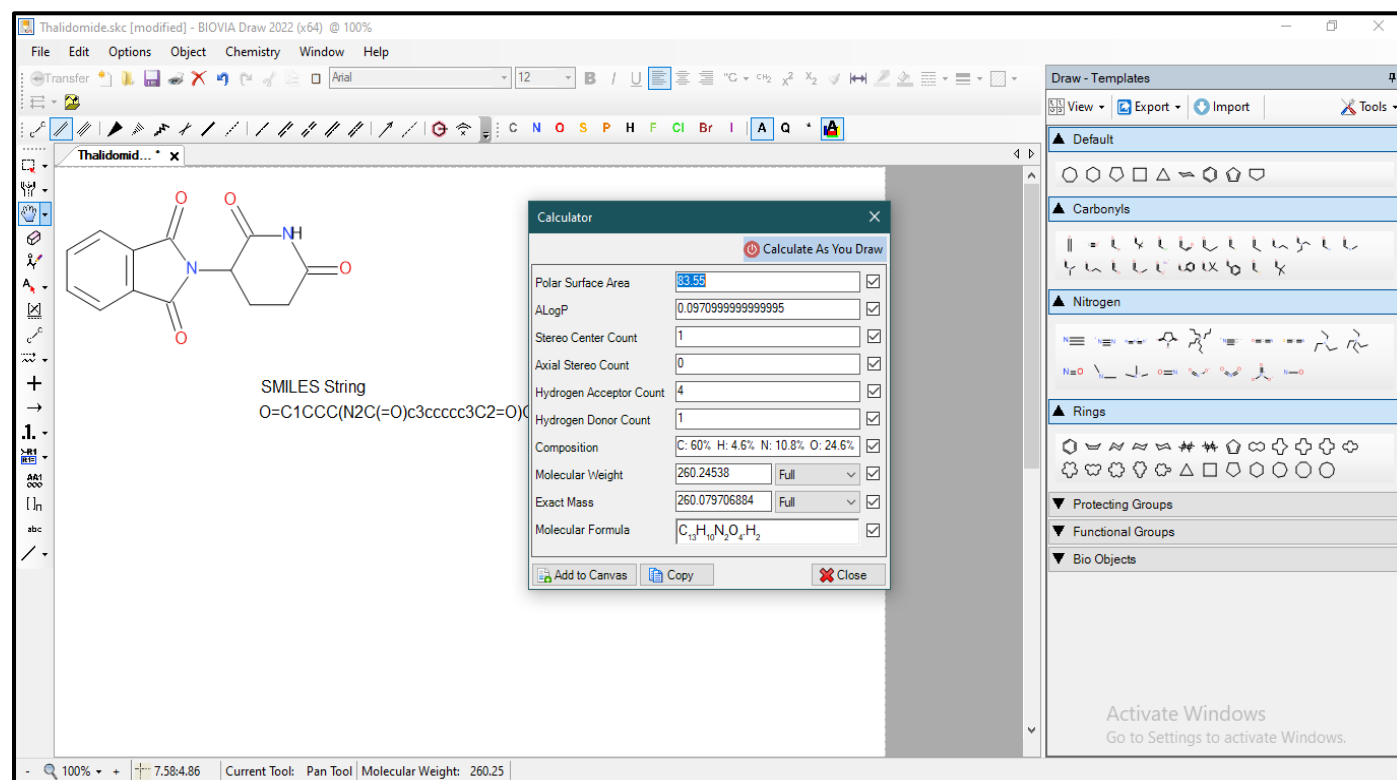 Thalidomide.skc [modified] - BIOVIA Draw 2022 (x64) @ 100%
File Edit Options Object Chemistry Window Help
Transfer Arial 12 B I U
C N O S P H F Cl Br I A Q *
Thalidomid... *
O O
NH
N O
O
SMILES String
O=C1CCC(N2C(=O)c3ccccc3C2=O)C
Calculator
Calculate As You Draw
Polar Surface Area 83.55
ALogP 0.0970999999999995
Stereo Center Count 1
Axial Stereo Count 0
Hydrogen Acceptor Count 4
Hydrogen Donor Count 1
Composition C: 60% H: 4.6% N: 10.8% O: 24.6%
Molecular Weight 260.24538 Full
Exact Mass 260.079706884 Full
Molecular Formula C13H10N2O4.H2
Add to Canvas Copy Close
Draw - Templates
View Export Import Tools
Default
Carbonyls
Nitrogen
Rings
Protecting Groups
Functional Groups
Bio Objects
Activate Windows
Go to Settings to activate Windows.
- 100% + 7.58:4.86 Current Tool: Pan Tool Molecular Weight: 260.25